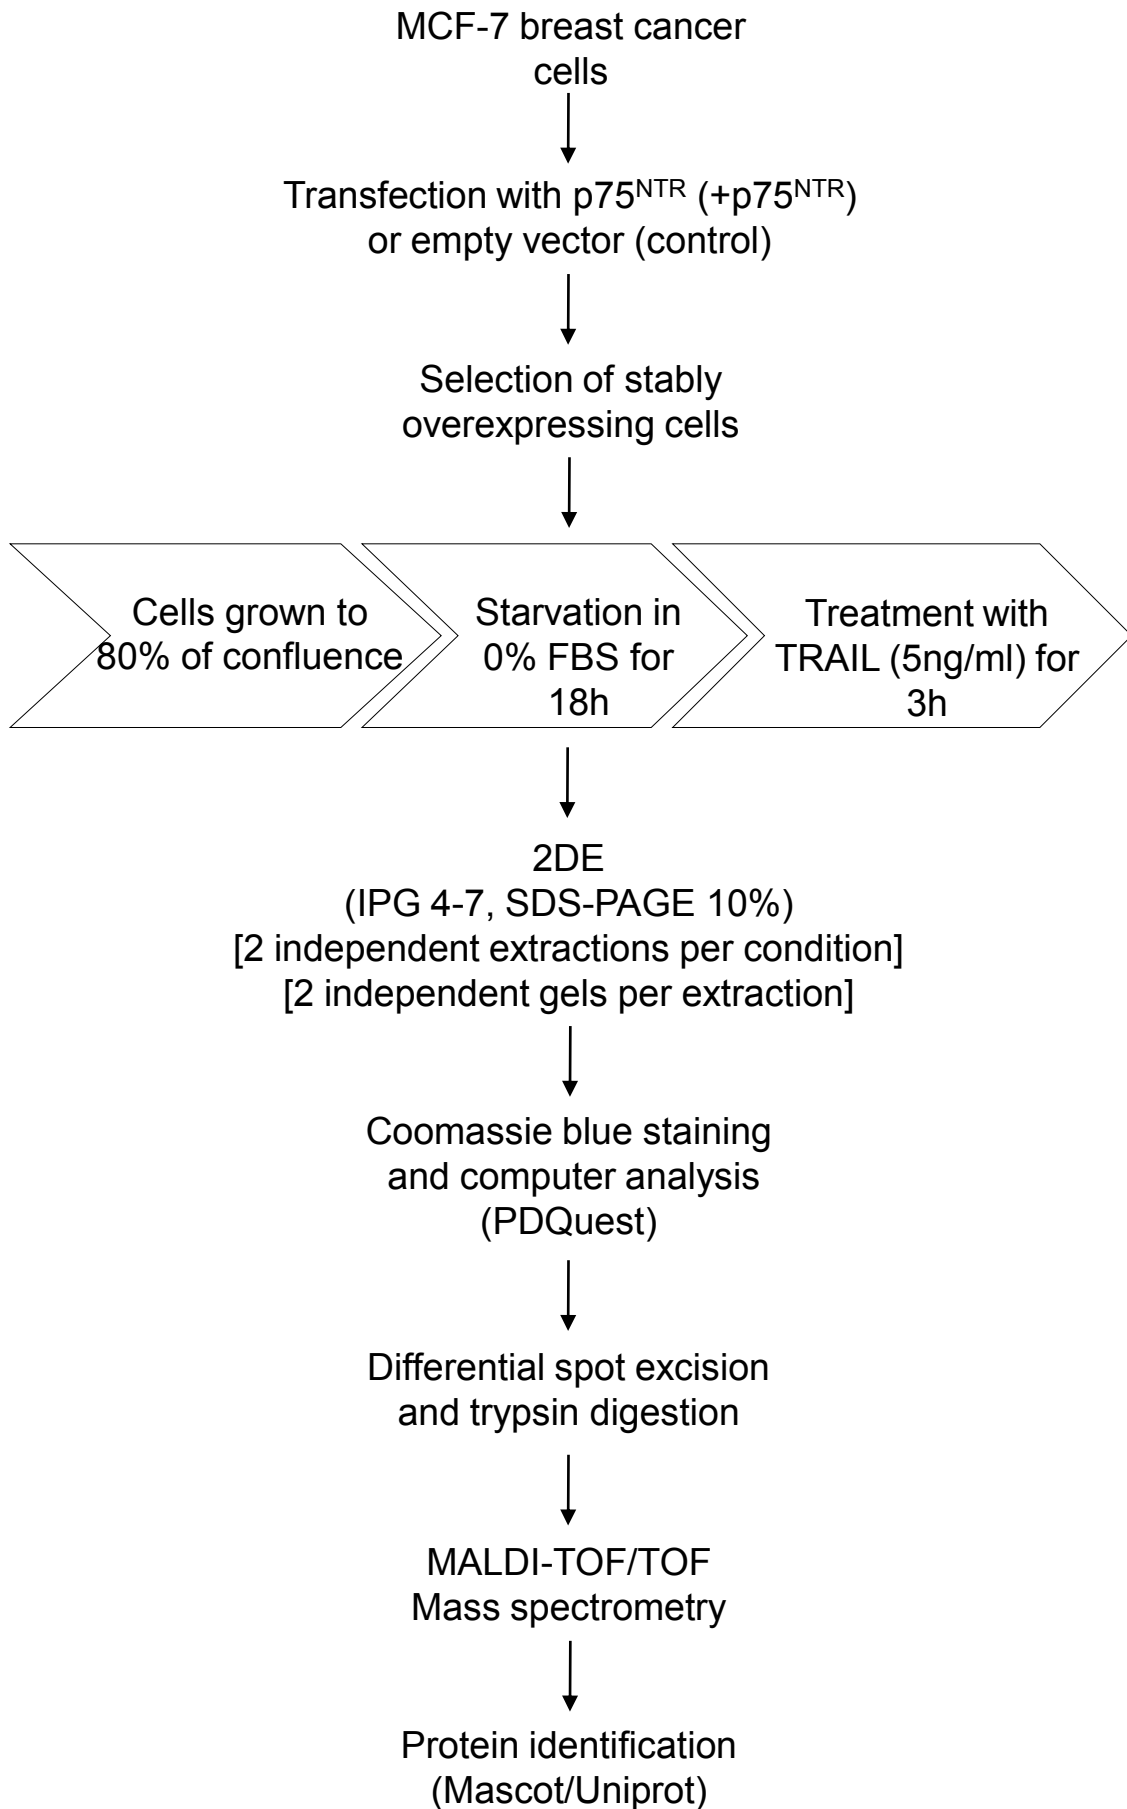 MCF-7 breast cancer
cells
Transfection with p75NTR (+p75NTR)
or empty vector (control)
Selection of stably
overexpressing cells
Cells grown to
80% of confluence
Starvation in
0% FBS for
18h
Treatment with
TRAIL (5ng/ml) for
3h
2DE
(IPG 4-7, SDS-PAGE 10%)
[2 independent extractions per condition]
[2 independent gels per extraction]
Coomassie blue staining
and computer analysis
(PDQuest)
Differential spot excision
and trypsin digestion
MALDI-TOF/TOF
Mass spectrometry
Protein identification
(Mascot/Uniprot)